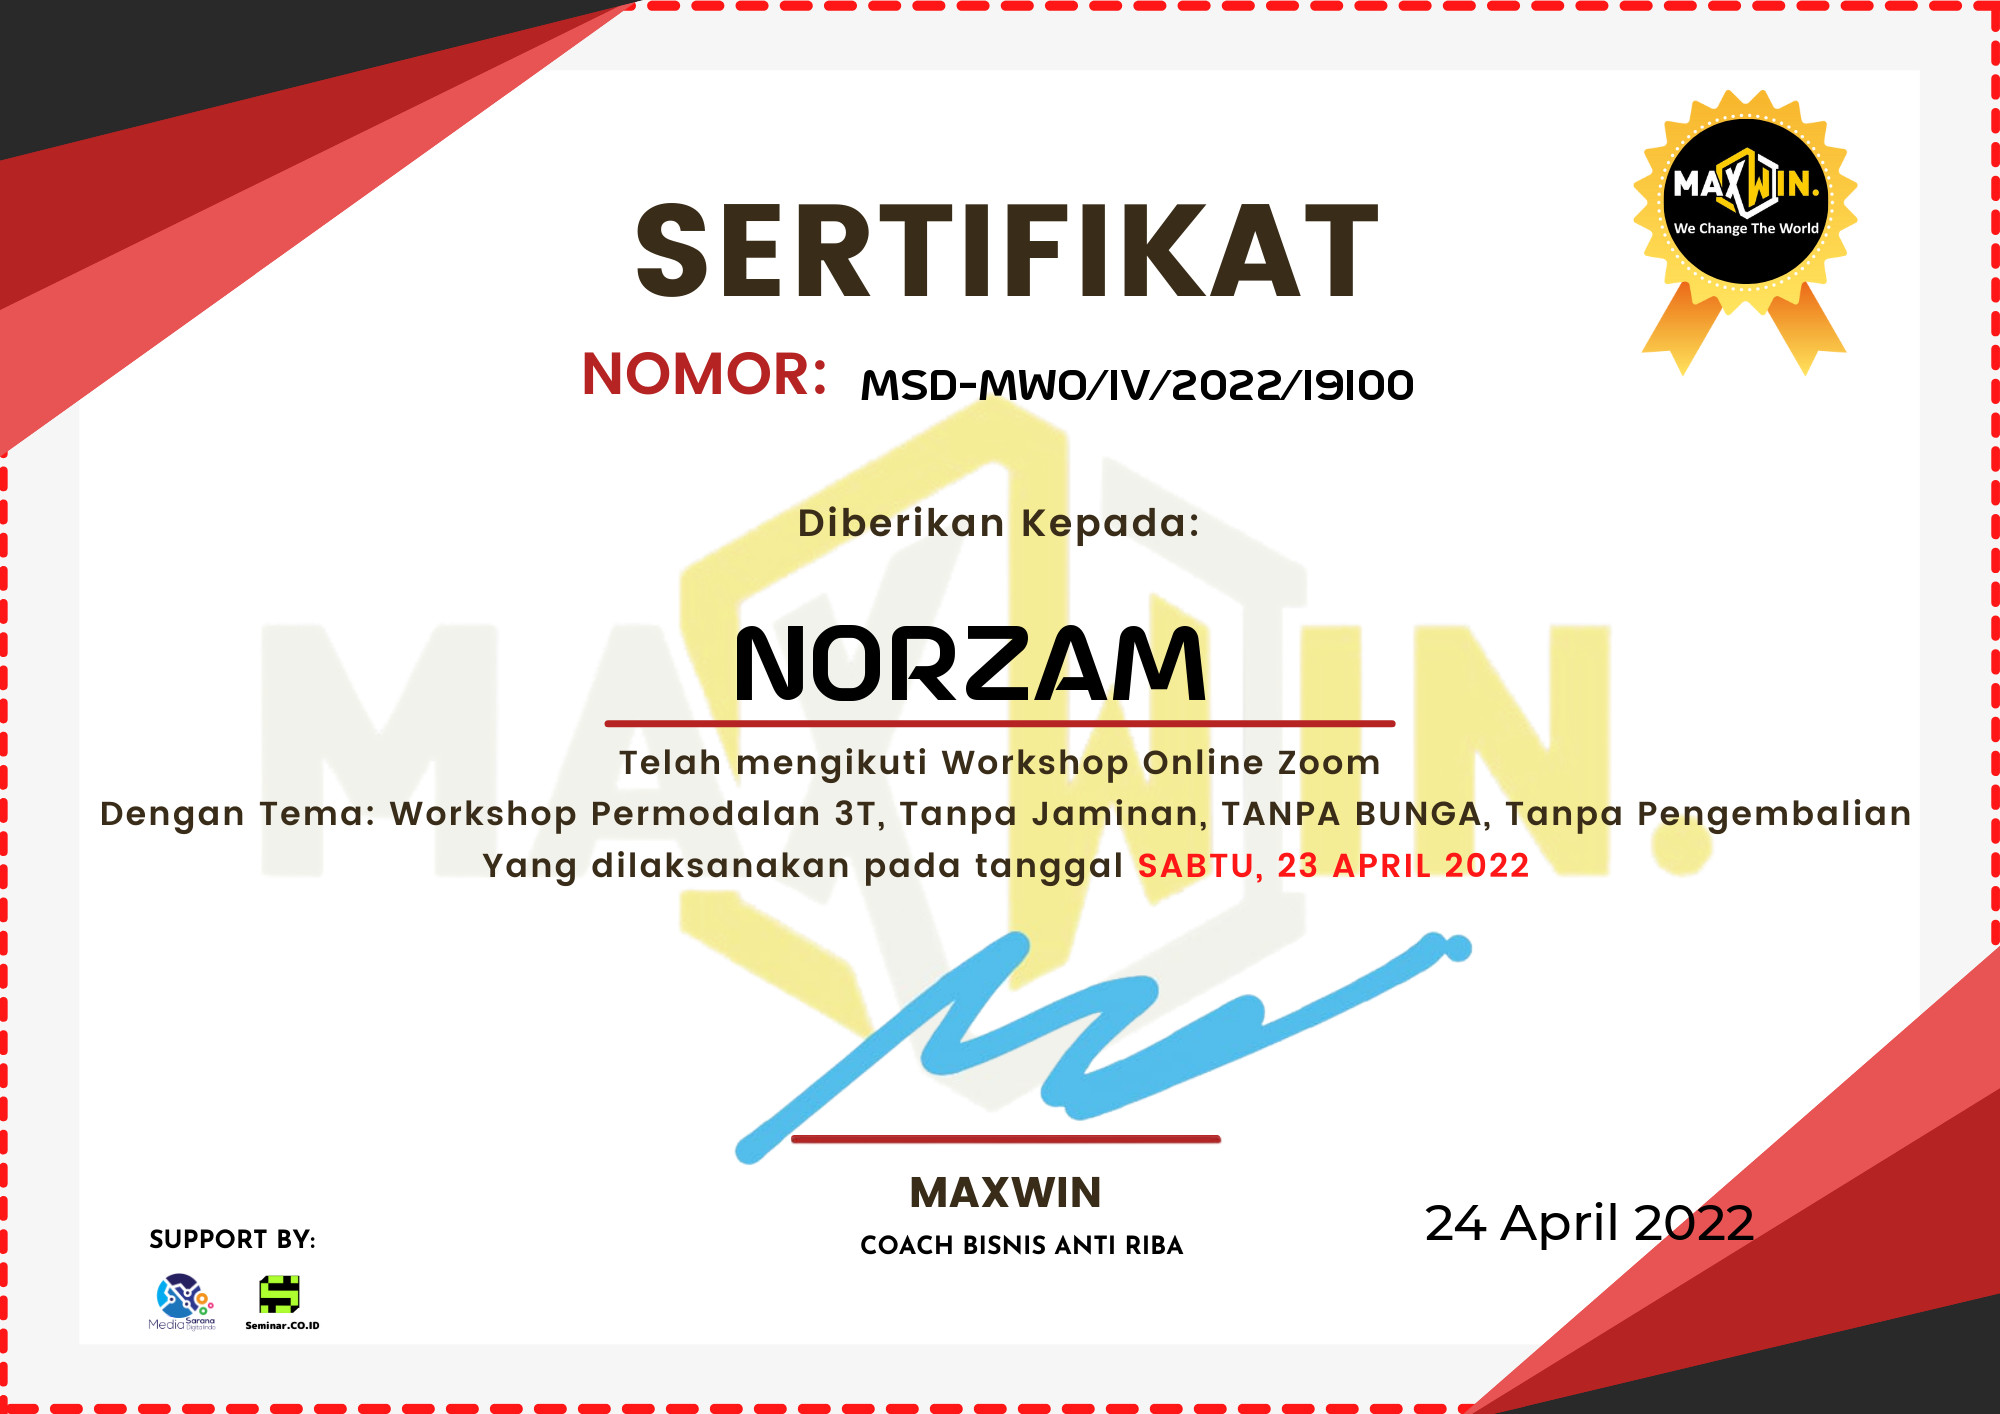 SERTIFIKAT
MAXWIN.
We Change The World
NOMOR: MSD-MWO/IV/2022/19100
Diberikan Kepada:
MAXWIN.
NORZAM
Telah mengikuti Workshop Online Zoom
Dengan Tema: Workshop Permodalan 3T, Tanpa Jaminan, TANPA BUNGA, Tanpa Pengembalian
Yang dilaksanakan pada tanggal SABTU, 23 APRIL 2022
MAXWIN
COACH BISNIS ANTI RIBA
24 April 2022
SUPPORT BY:
Media Sarana Digitalindo
Seminar.CO.ID